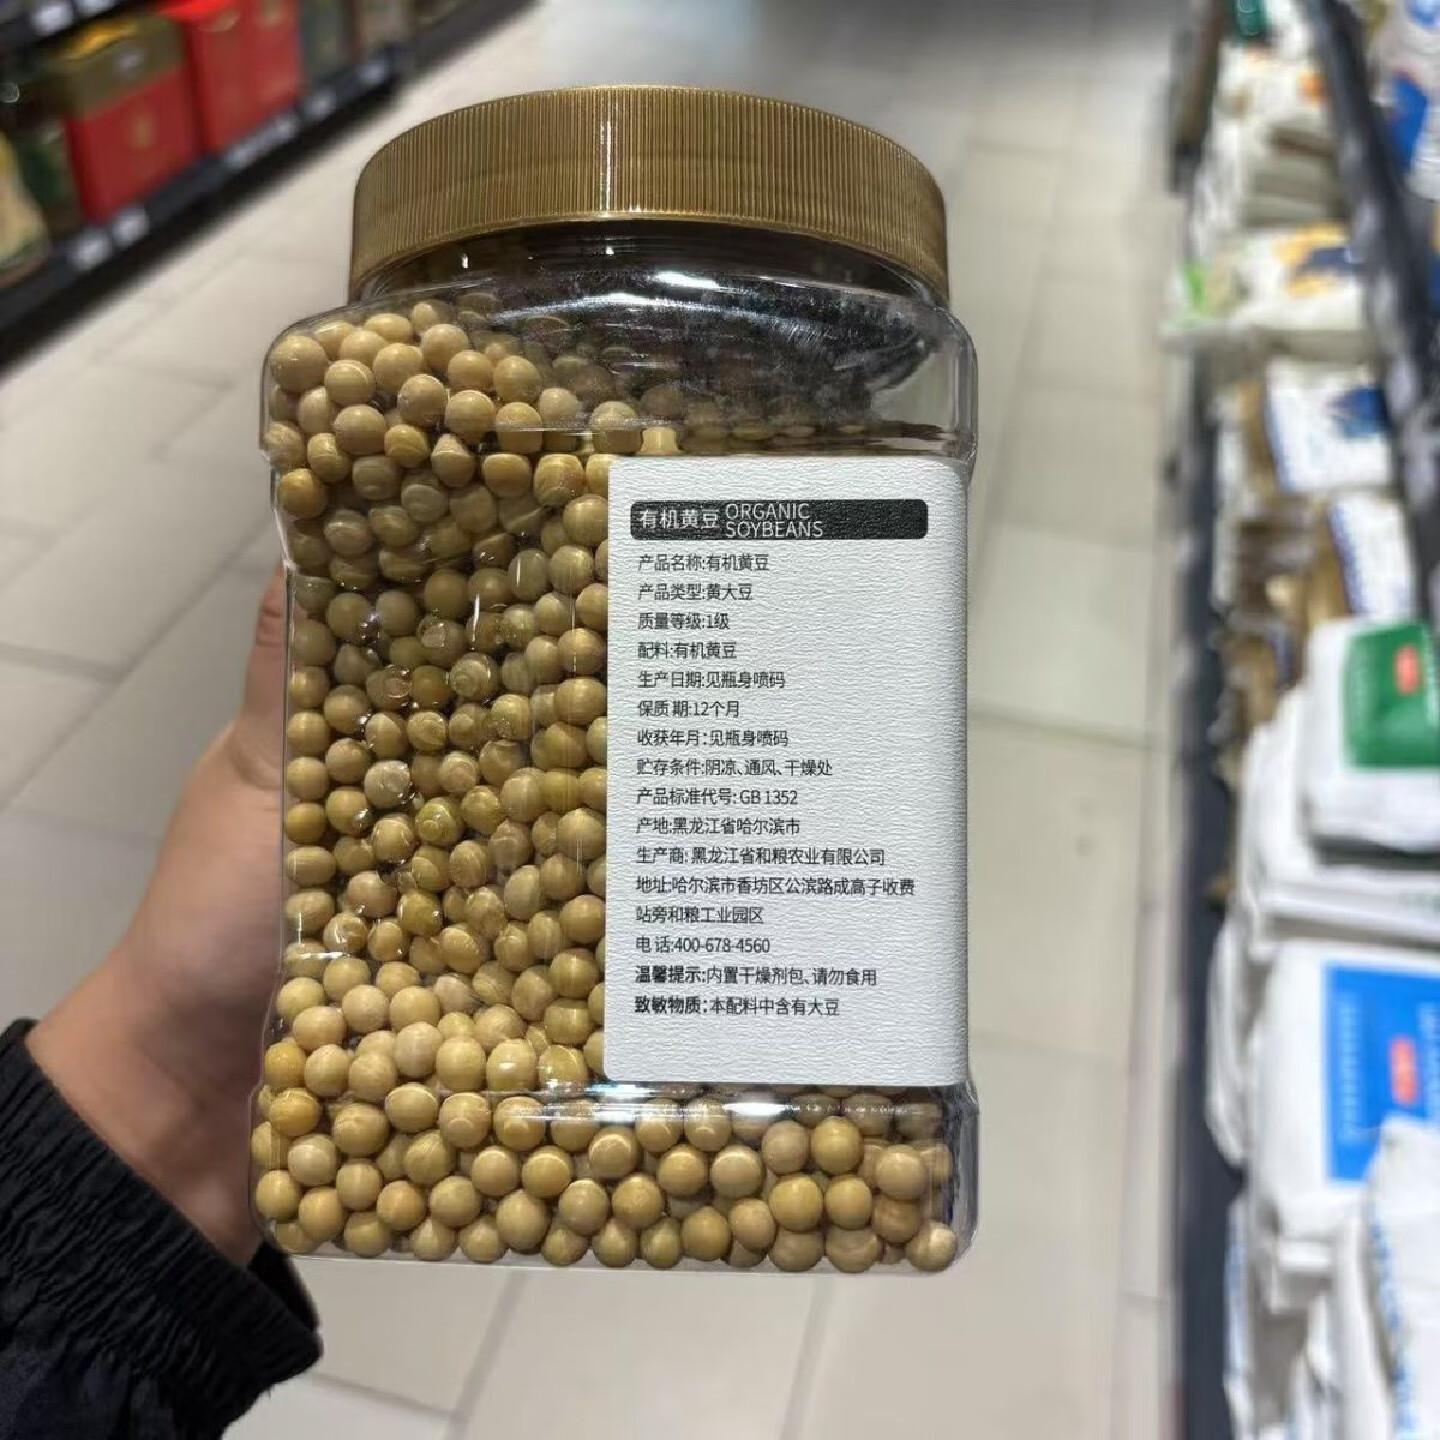 有机黄豆 ORGANIC SOYBEANS
产品名称:有机黄豆
产品类型:黄大豆
质量等级:1级
配料:有机黄豆
生产日期:见瓶身喷码
保质期:12个月
收获年月:见瓶身喷码
贮存条件:阴凉、通风、干燥处
产品标准代号:GB 1352
产地:黑龙江省哈尔滨市
生产商:黑龙江省和粮农业有限公司
地址:哈尔滨市香坊区公滨路成高子收费
站旁和粮工业园区
电话:400-678-4560
温馨提示:内置干燥剂包、请勿食用
致敏物质:本配料中含有大豆